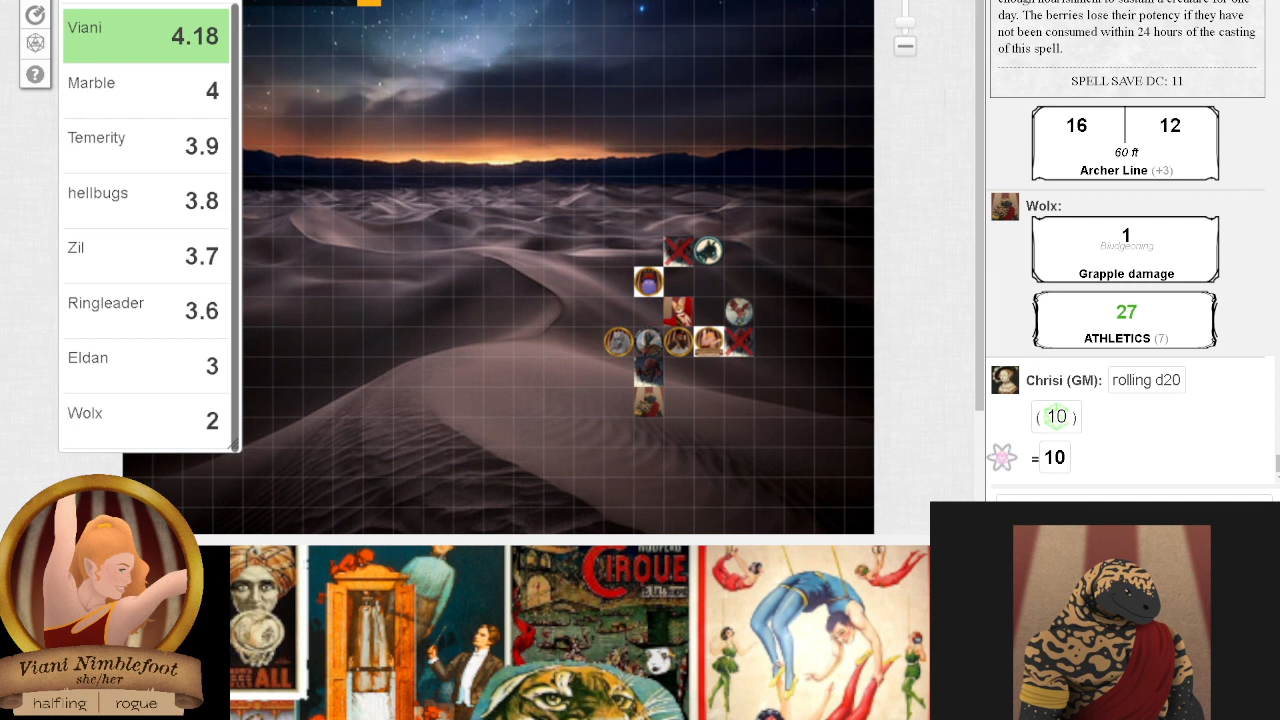 Viani
4.18
Marble
4
Temerity
3.9
hellbugs
3.8
Zil
3.7
Ringleader
3.6
Eldan
3
Wolx
2
day. The berries lose their potency if they have
not been consumed within 24 hours of the casting
of this spell.
SPELL SAVE DC: 11
16 12
60 ft
Archer Line (+3)
Wolx:
1
Bludgeoning
Grapple damage
27
ATHLETICS (7)
Chrisi (GM): rolling d20
( 10 )
= 10
Viani Nimblefoot
she/her
halfling | rogue
ALL
CIRQUE